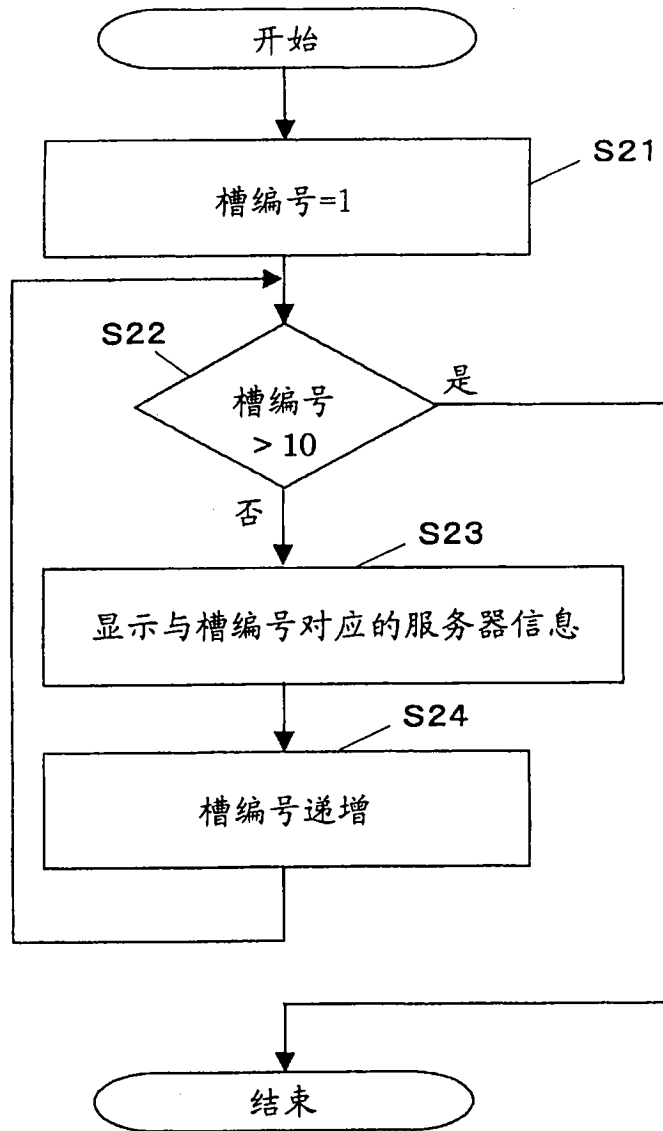 开始
S21
槽编号=1
S22
槽编号
> 10
是
否
S23
显示与槽编号对应的服务器信息
S24
槽编号递增
结束